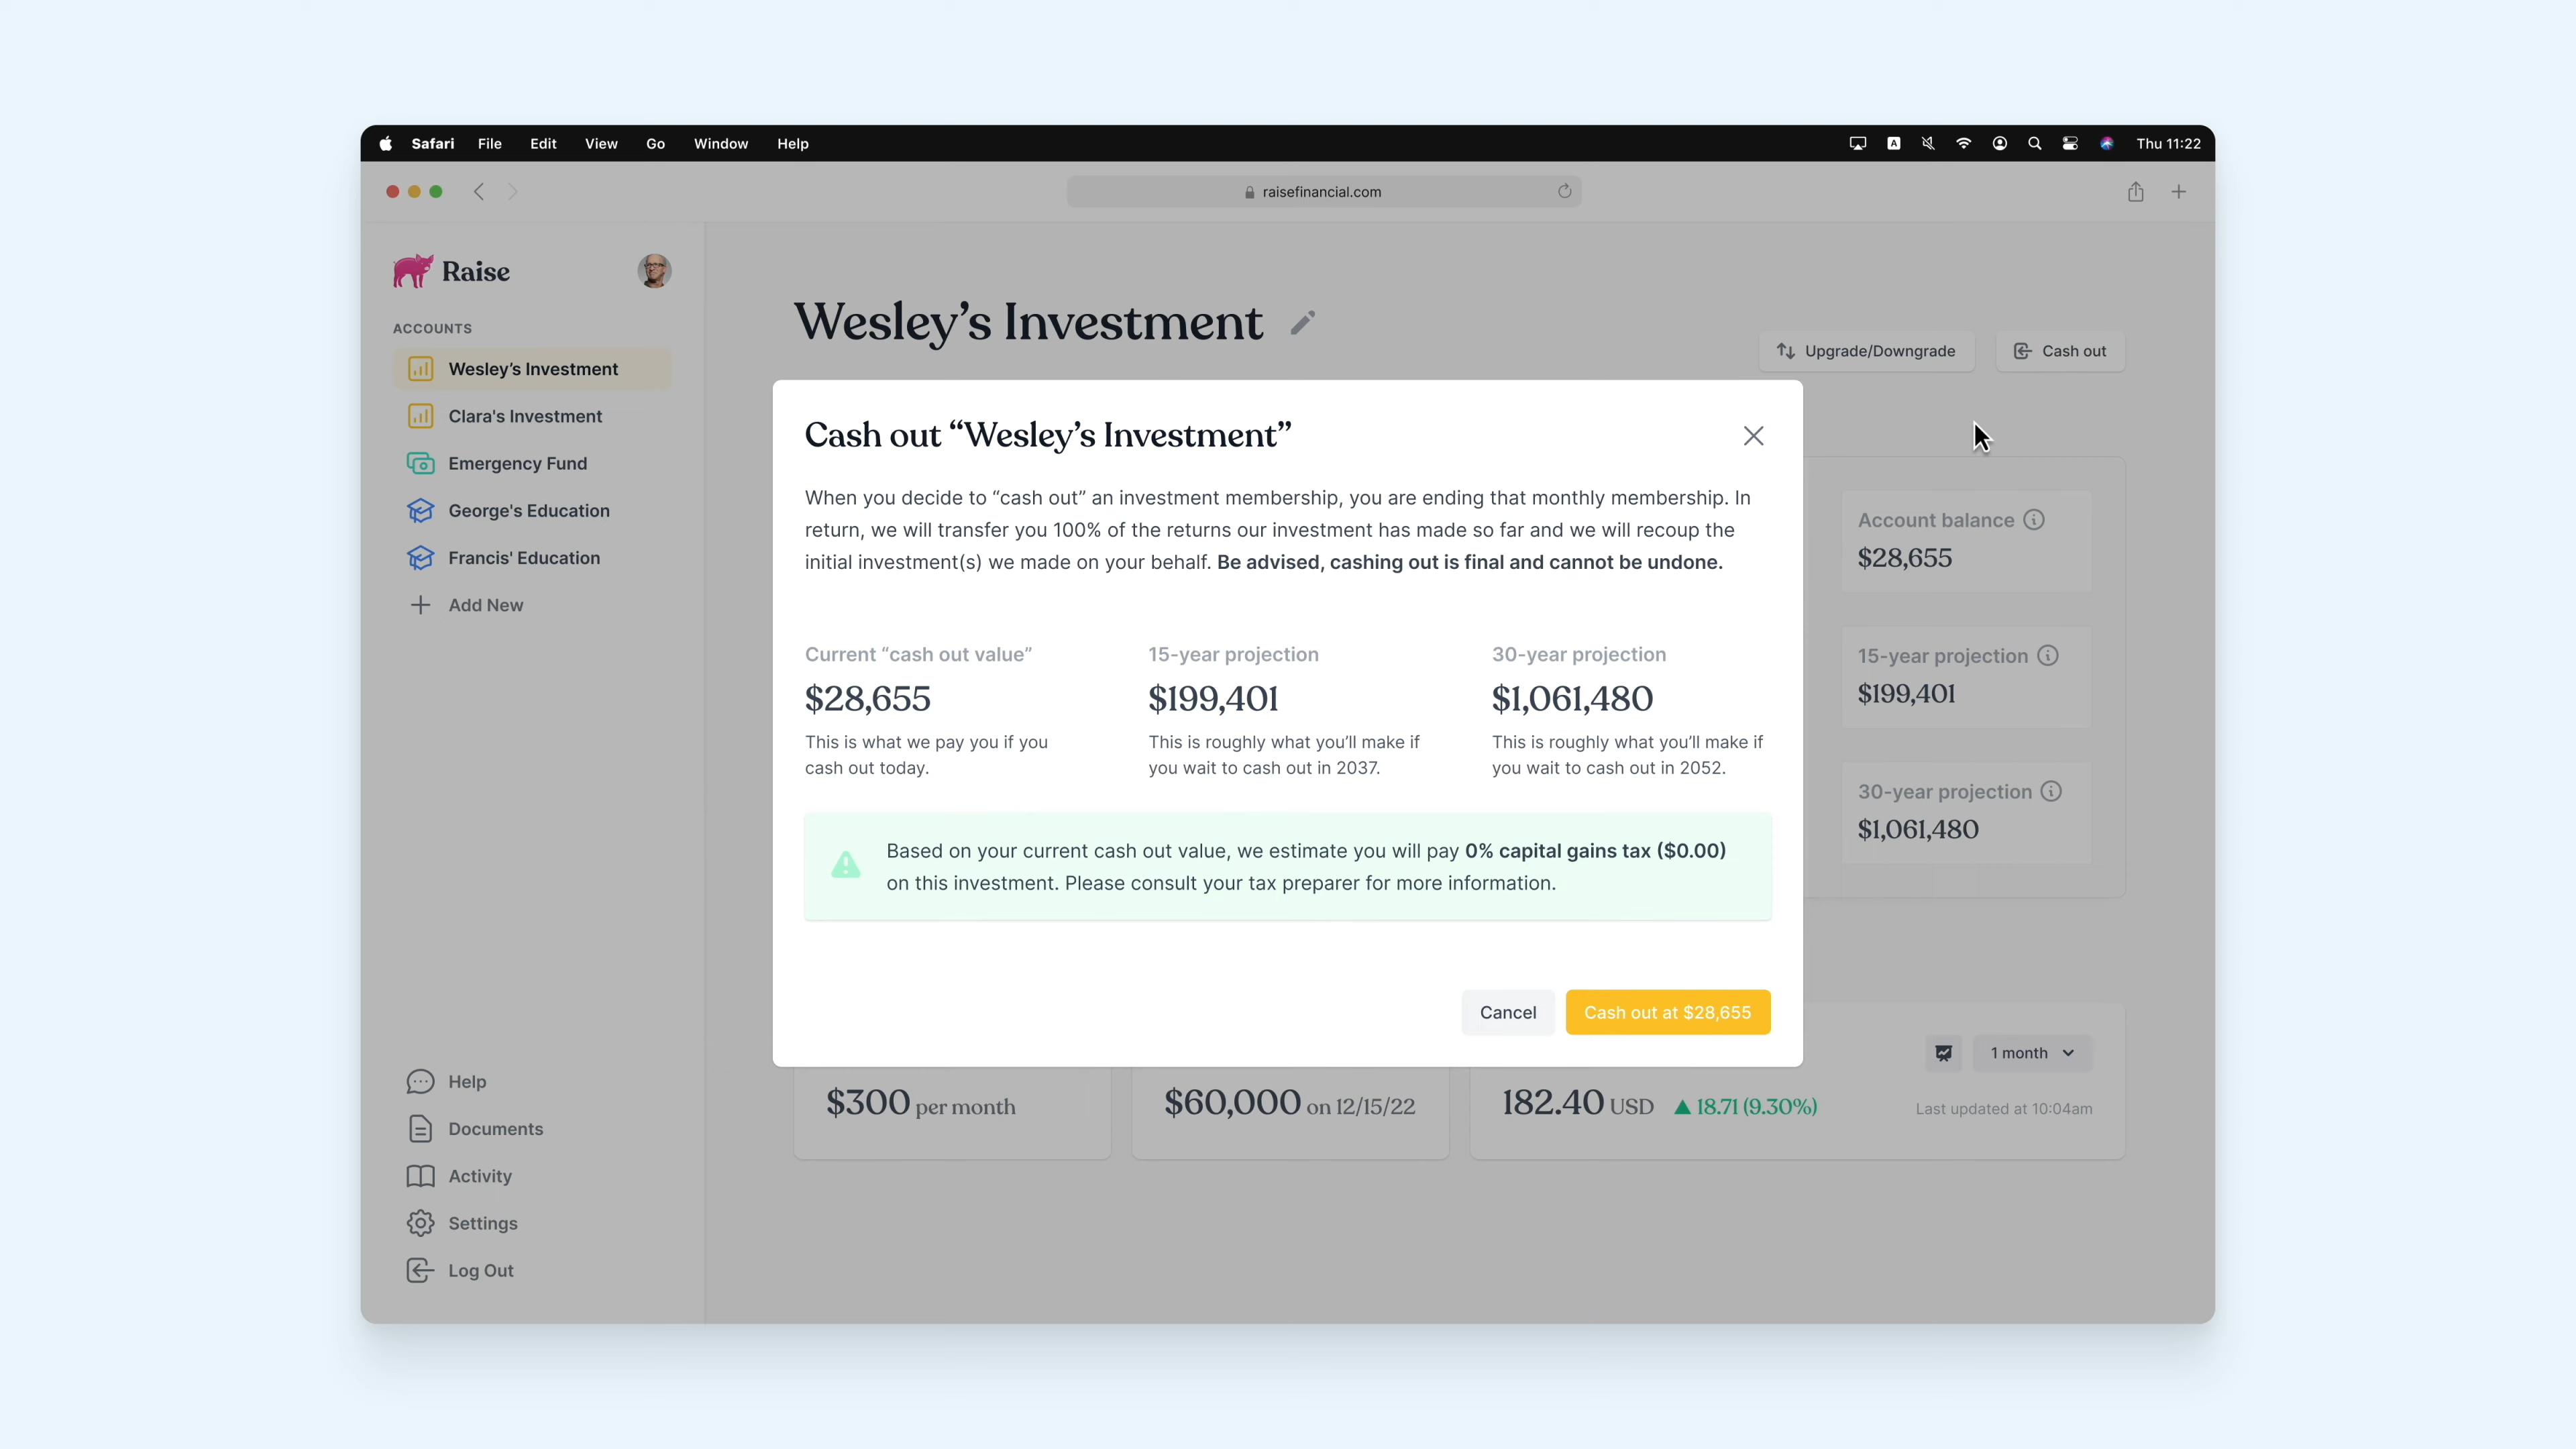 Safari File Edit View Go Window Help
A
Thu 11:22
raisefinancial.com
Raise
ACCOUNTS
Wesley’s Investment
Clara's Investment
Emergency Fund
George's Education
Francis' Education
Add New
Help
Documents
Activity
Settings
Log Out
Wesley’s Investment
Upgrade/Downgrade
Cash out
Cash out “Wesley’s Investment”
When you decide to “cash out” an investment membership, you are ending that monthly membership. In
return, we will transfer you 100% of the returns our investment has made so far and we will recoup the
initial investment(s) we made on your behalf. Be advised, cashing out is final and cannot be undone.
Current “cash out value”
$28,655
This is what we pay you if you
cash out today.
15-year projection
$199,401
This is roughly what you’ll make if
you wait to cash out in 2037.
30-year projection
$1,061,480
This is roughly what you’ll make if
you wait to cash out in 2052.
Based on your current cash out value, we estimate you will pay 0% capital gains tax ($0.00)
on this investment. Please consult your tax preparer for more information.
Cancel
Cash out at $28,655
Account balance
$28,655
15-year projection
$199,401
30-year projection
$1,061,480
$300 per month
$60,000 on 12/15/22
182.40 USD 18.71 (9.30%)
1 month
Last updated at 10:04am